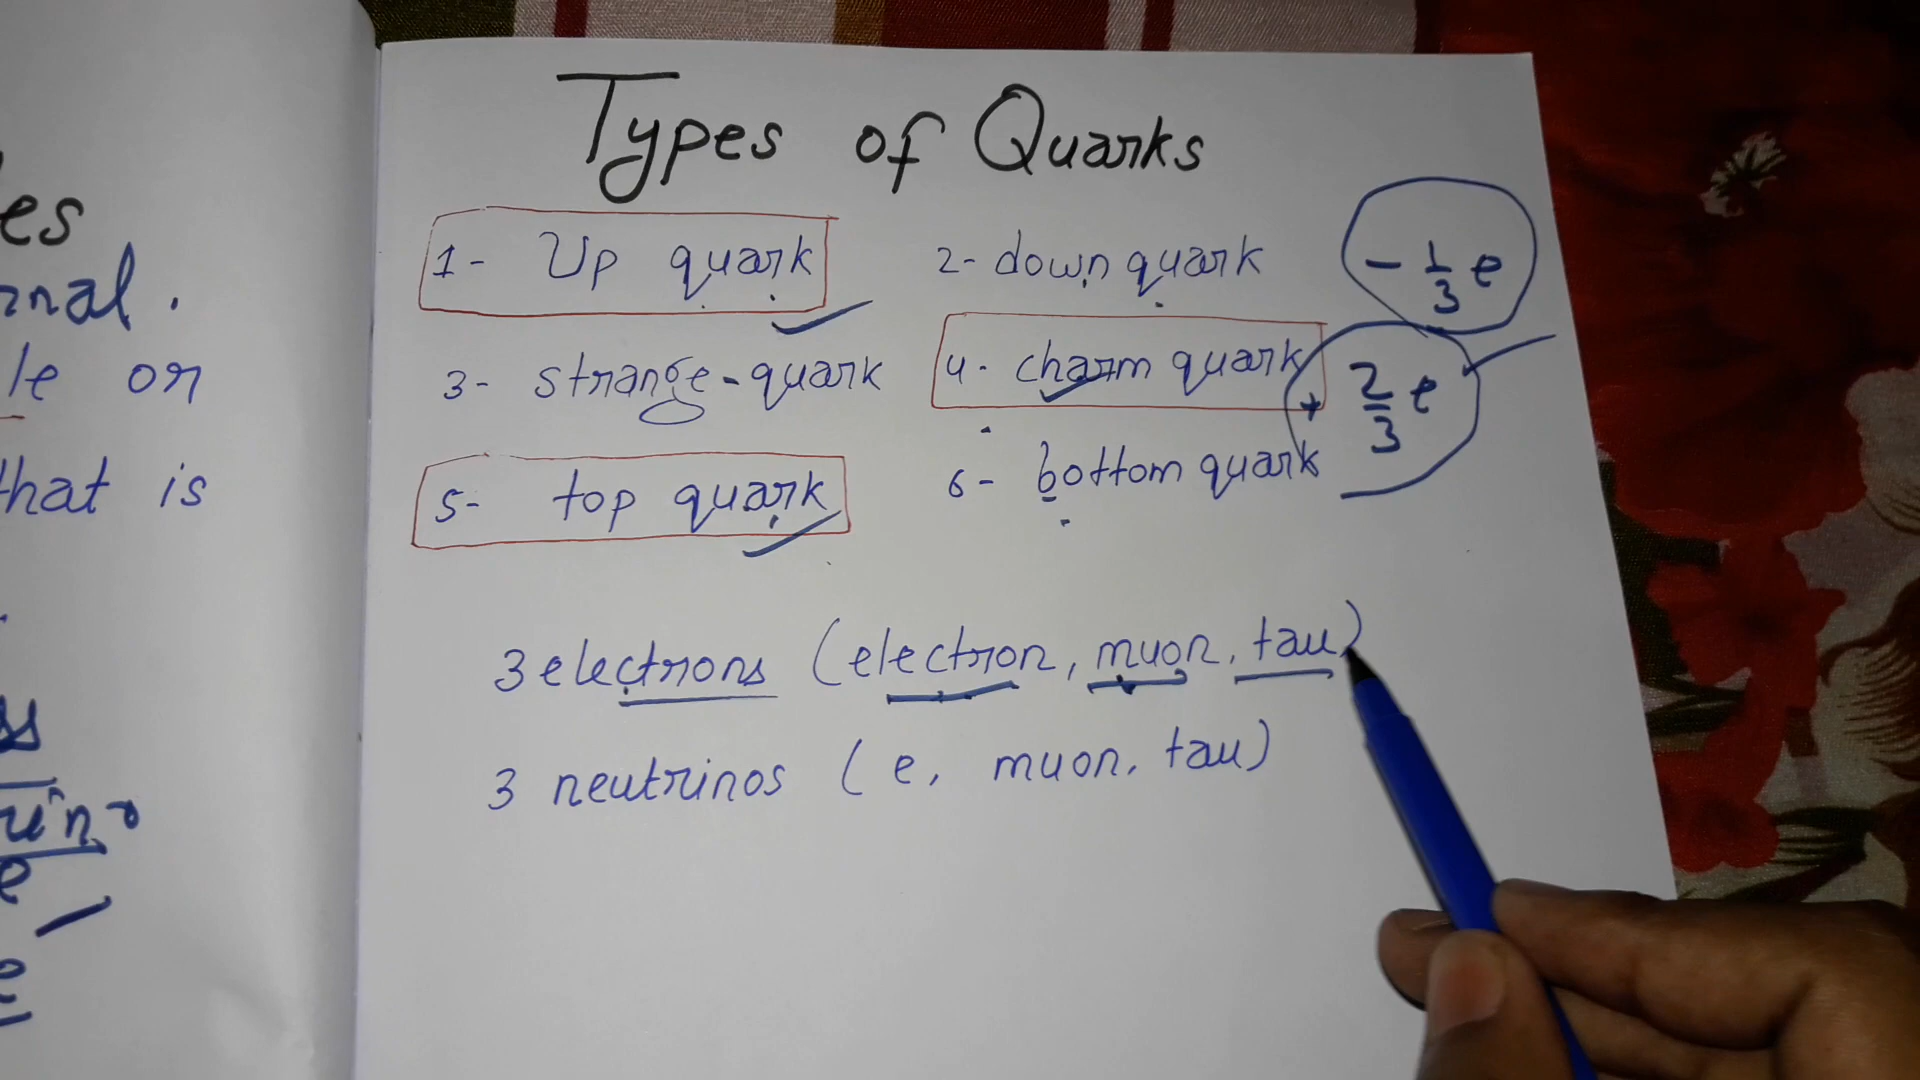 Types of Quarks
1- Up quark
2- down quark
- 1/3 e
3- strange-quark
4. charm quark
+ 2/3 e
5- top quark
6- bottom quark
3 electrons (electron, muon, tau)
3 neutrinos (e, muon, tau)
es
nal.
le or
that is